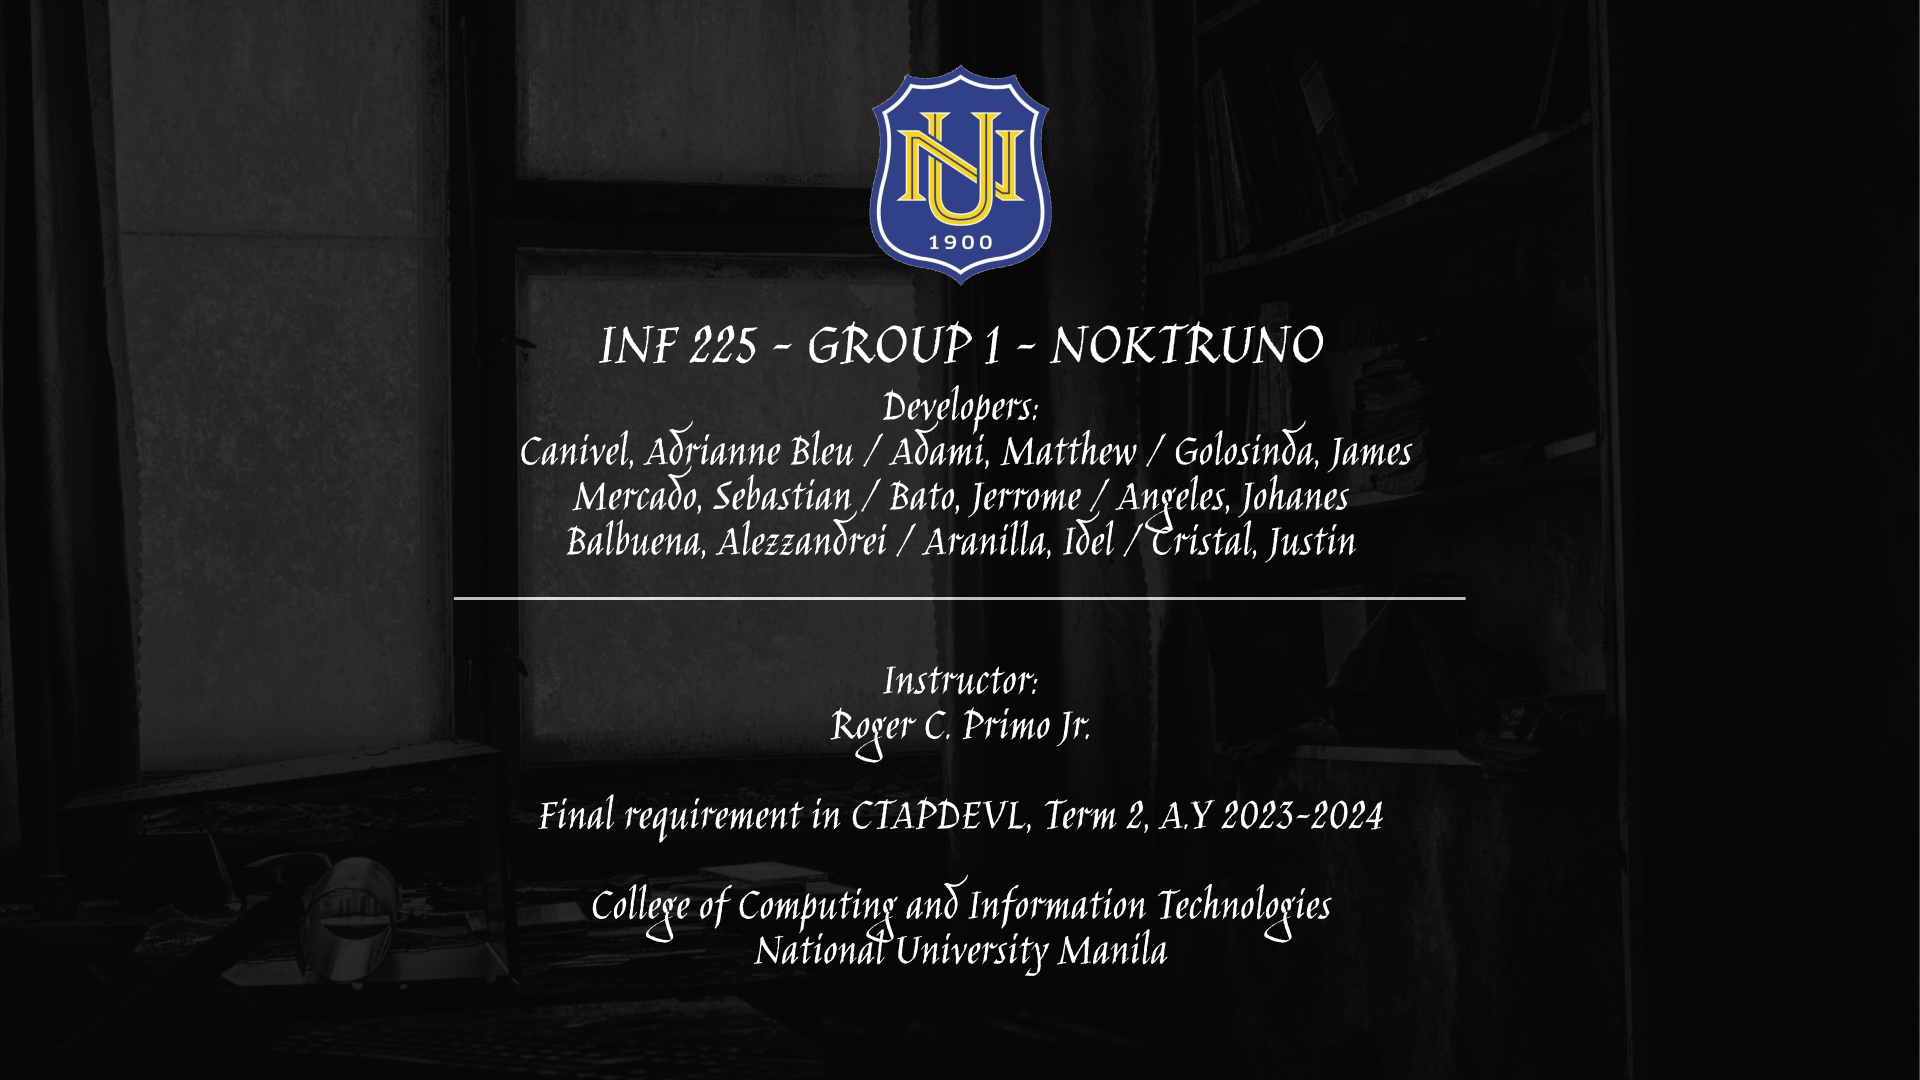 NU
1900
INF 225 - GROUP 1 - NOKTRUNO
Developers:
Canivel, Adrianne Bleu / Adami, Matthew / Golosinda, James
Mercado, Sebastian / Bato, Jerrome / Angeles, Johanes
Balbuena, Alezzandrei / Aranilla, Idel / Cristal, Justin
Instructor:
Roger C. Primo Jr.
Final requirement in CTAPDEVL, Term 2, A.Y 2023-2024
College of Computing and Information Technologies
National University Manila